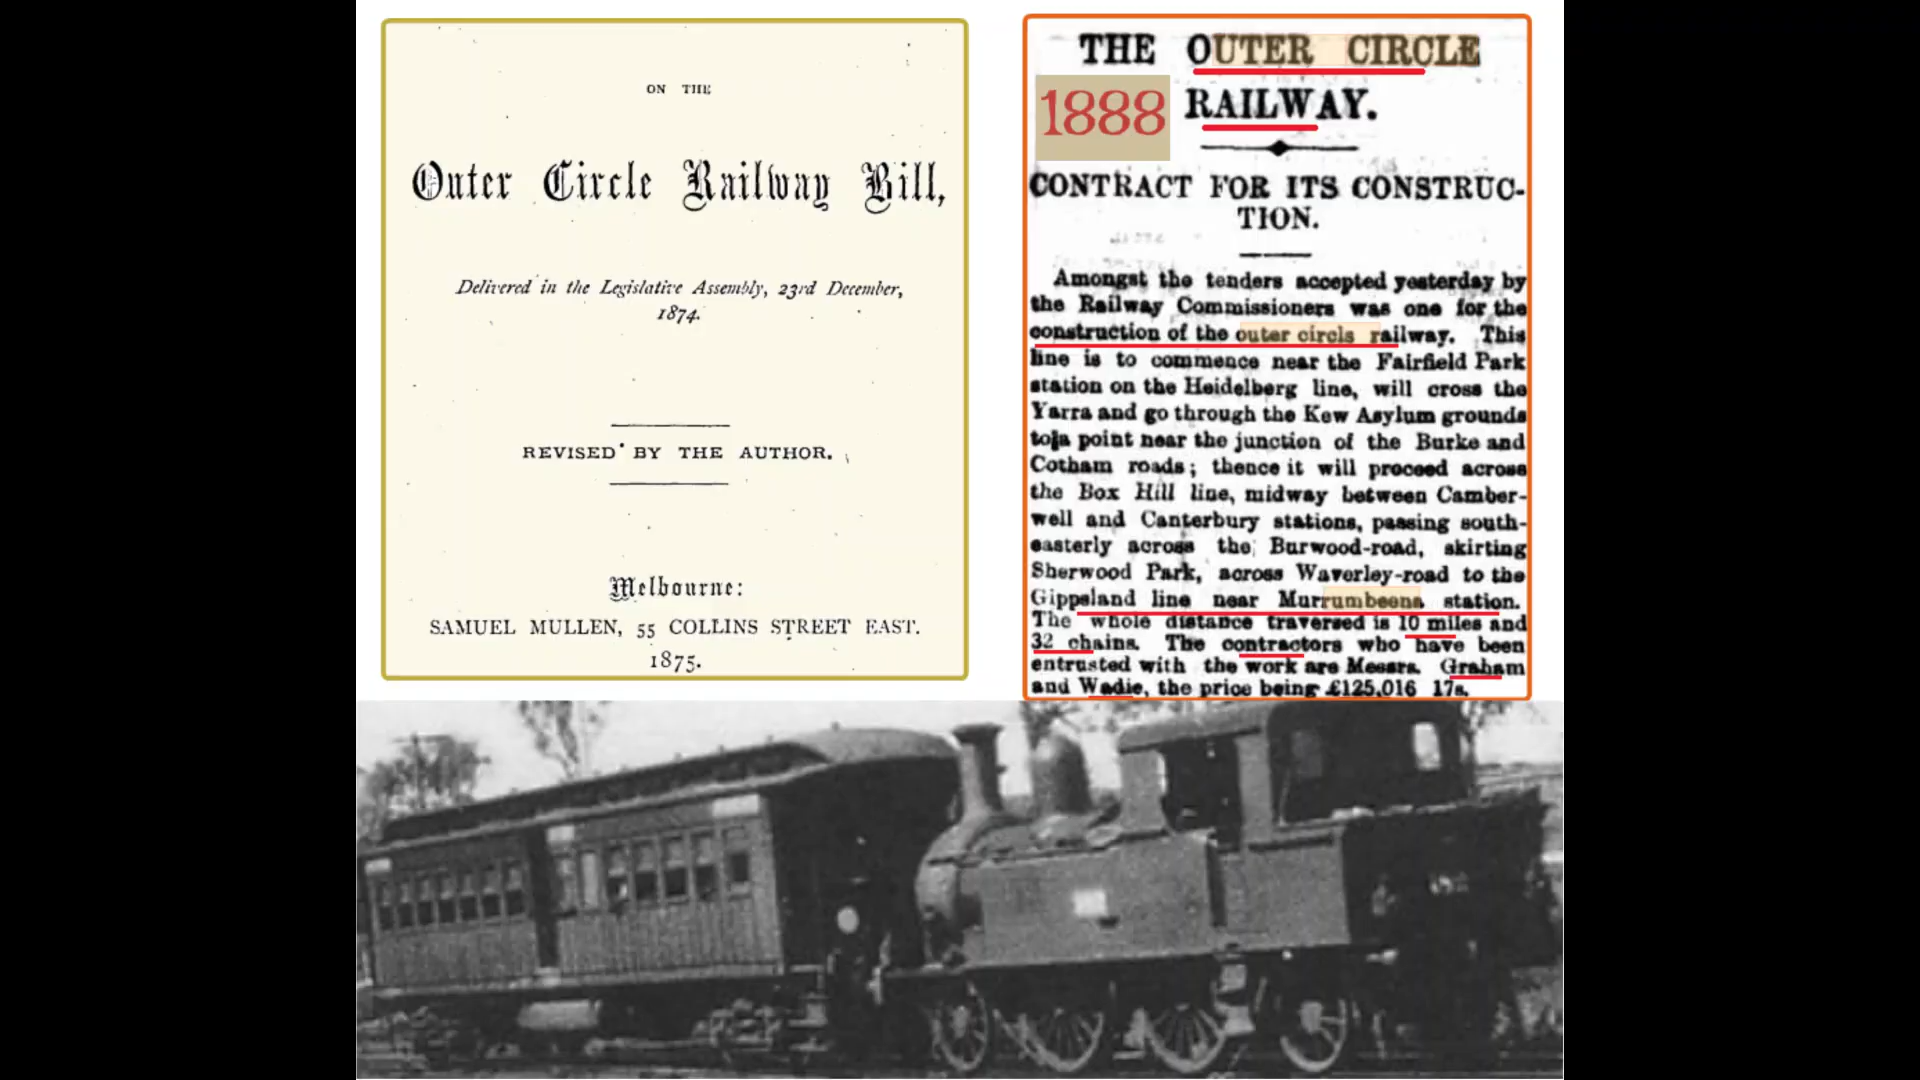 ON THE
Outer Circle Railway Bill,
Delivered in the Legislative Assembly, 23rd December,
1874.
REVISED BY THE AUTHOR.
Melbourne:
SAMUEL MULLEN, 55 COLLINS STREET EAST.
1875.
THE OUTER CIRCLE
1888
RAILWAY.
CONTRACT FOR ITS CONSTRUC-
TION.
Amongst the tenders accepted yesterday by
the Railway Commissioners was one for the
construction of the outer circls railway. This
line is to commence near the Fairfield Park
station on the Heidelberg line, will cross the
Yarra and go through the Kew Asylum grounds
to a point near the junction of the Burke and
Cotham roads; thence it will proceed across
the Box Hill line, midway between Camber-
well and Canterbury stations, passing south-
easterly across the Burwood-road, skirting
Sherwood Park, across Waverley-road to the
Gippsland line near Murrumbeena station.
The whole distance traversed is 10 miles and
32 chains. The contractors who have been
entrusted with the work are Messrs. Graham
and Wadie, the price being £125,016 17s.